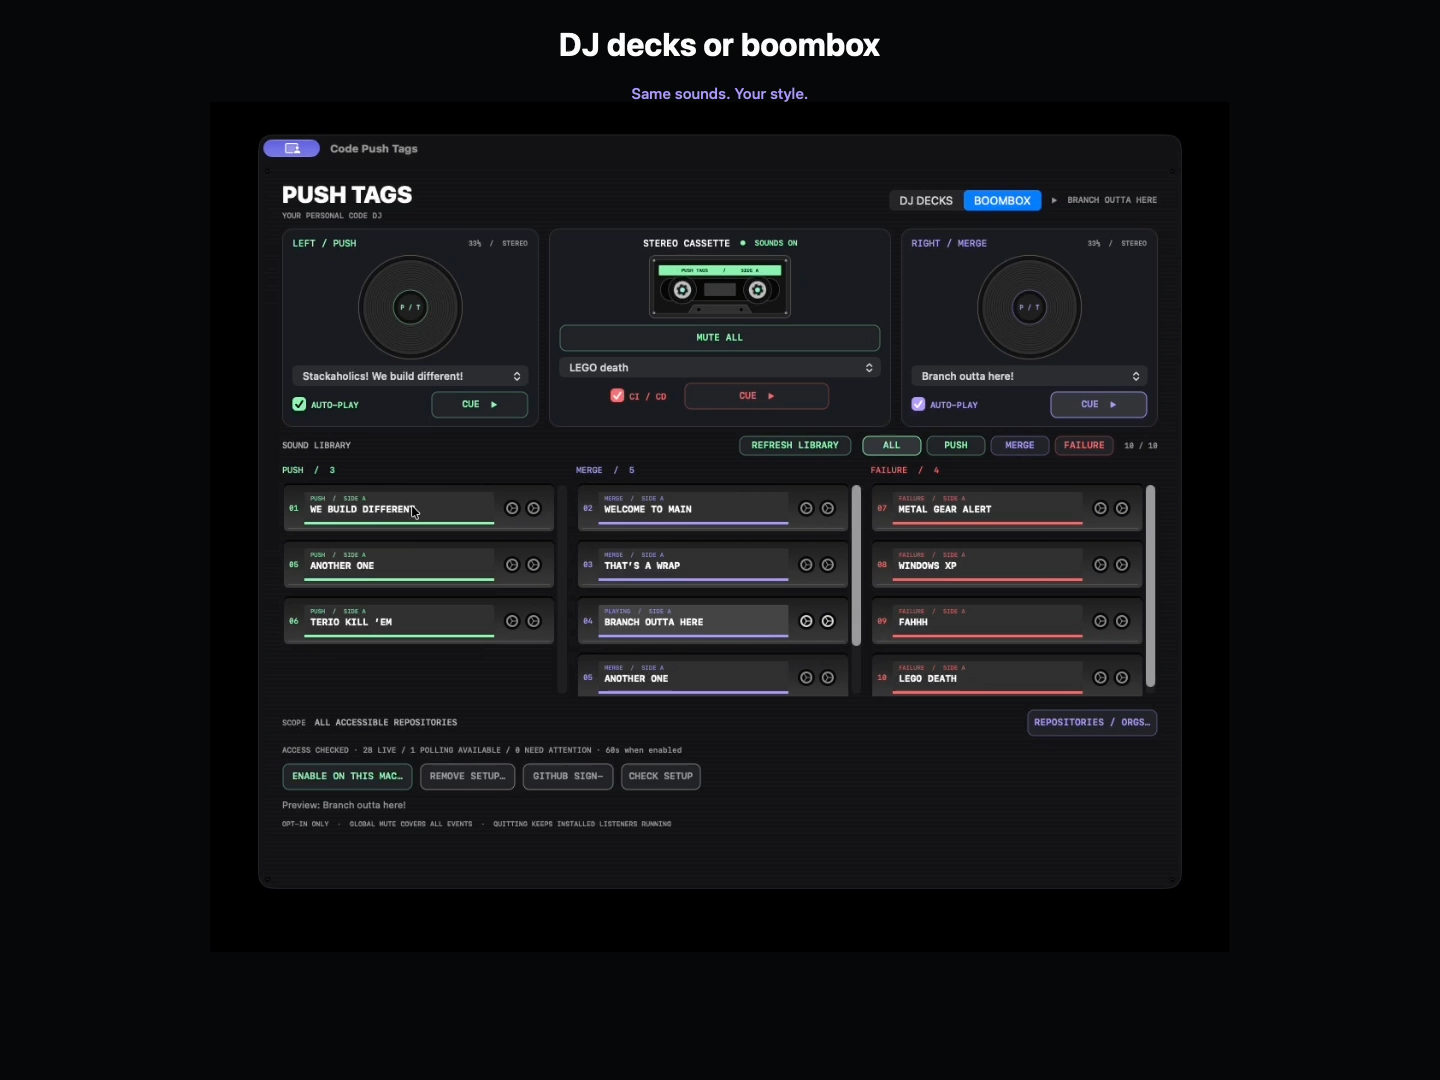 DJ decks or boombox
Same sounds. Your style.
Code Push Tags
PUSH TAGS
YOUR PERSONAL CODE DJ
DJ DECKS
BOOMBOX
BRANCH OUTTA HERE
LEFT / PUSH
33⅓ / STEREO
P / T
Stackaholics! We build different!
AUTO-PLAY
CUE
STEREO CASSETTE
SOUNDS ON
PUSH TAGS / SIDE A
MUTE ALL
LEGO death
CI / CD
CUE
RIGHT / MERGE
33⅓ / STEREO
P / T
Branch outta here!
AUTO-PLAY
CUE
SOUND LIBRARY
REFRESH LIBRARY
ALL
PUSH
MERGE
FAILURE
10 / 10
PUSH / 3
01
PUSH / SIDE A
WE BUILD DIFFERENT
05
PUSH / SIDE A
ANOTHER ONE
06
PUSH / SIDE A
TERIO KILL 'EM
MERGE / 5
02
MERGE / SIDE A
WELCOME TO MAIN
03
MERGE / SIDE A
THAT'S A WRAP
04
PLAYING / SIDE A
BRANCH OUTTA HERE
05
MERGE / SIDE A
ANOTHER ONE
FAILURE / 4
07
FAILURE / SIDE A
METAL GEAR ALERT
08
FAILURE / SIDE A
WINDOWS XP
09
FAILURE / SIDE A
FAHHH
10
FAILURE / SIDE A
LEGO DEATH
SCOPE ALL ACCESSIBLE REPOSITORIES
REPOSITORIES / ORGS…
ACCESS CHECKED · 28 LIVE / 1 POLLING AVAILABLE / 0 NEED ATTENTION · 60s when enabled
ENABLE ON THIS MAC…
REMOVE SETUP…
GITHUB SIGN-
CHECK SETUP
Preview: Branch outta here!
OPT-IN ONLY · GLOBAL MUTE COVERS ALL EVENTS · QUITTING KEEPS INSTALLED LISTENERS RUNNING